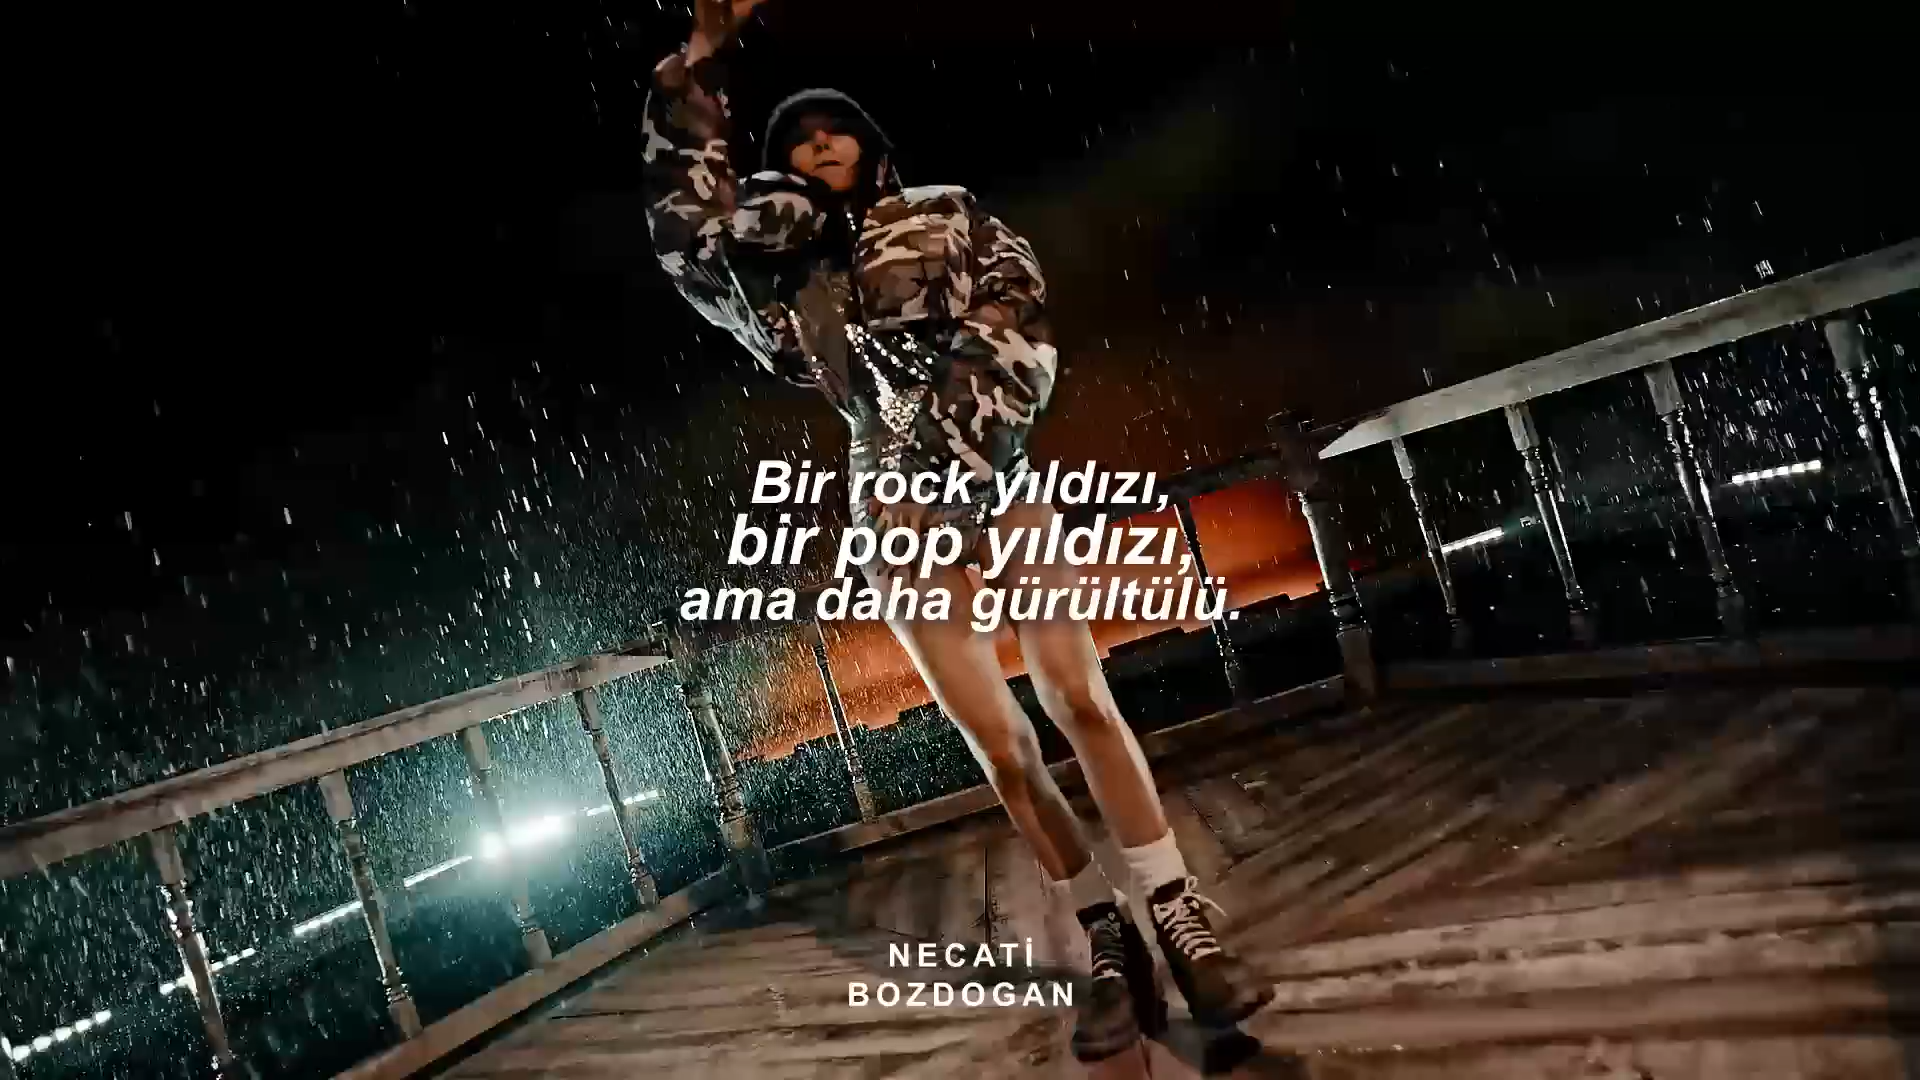 Bir rock yıldızı,
bir pop yıldızı,
ama daha gürültülü.
NECATİ
BOZDOGAN